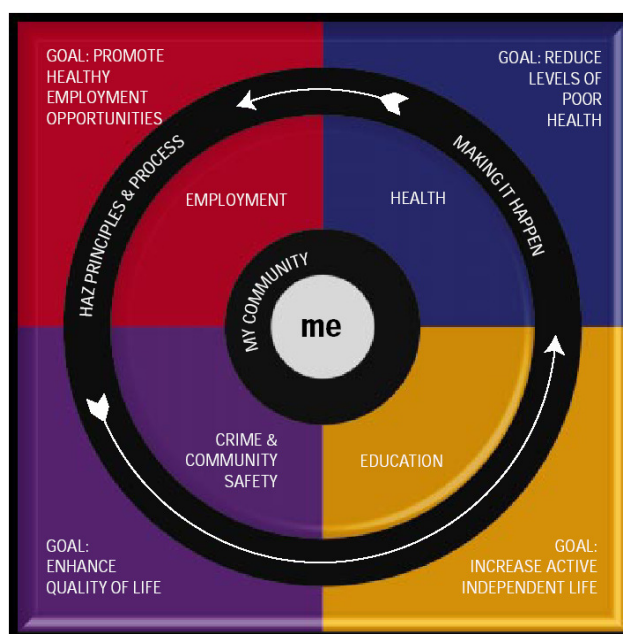 GOAL: PROMOTE
HEALTHY
EMPLOYMENT
OPPORTUNITIES
GOAL: REDUCE
LEVELS OF
POOR
HEALTH
HAZ PRINCIPLES & PROCESS
MAKING IT HAPPEN
EMPLOYMENT
HEALTH
MY COMMUNITY
me
CRIME &
COMMUNITY
SAFETY
EDUCATION
GOAL:
ENHANCE
QUALITY OF LIFE
GOAL:
INCREASE ACTIVE
INDEPENDENT LIFE